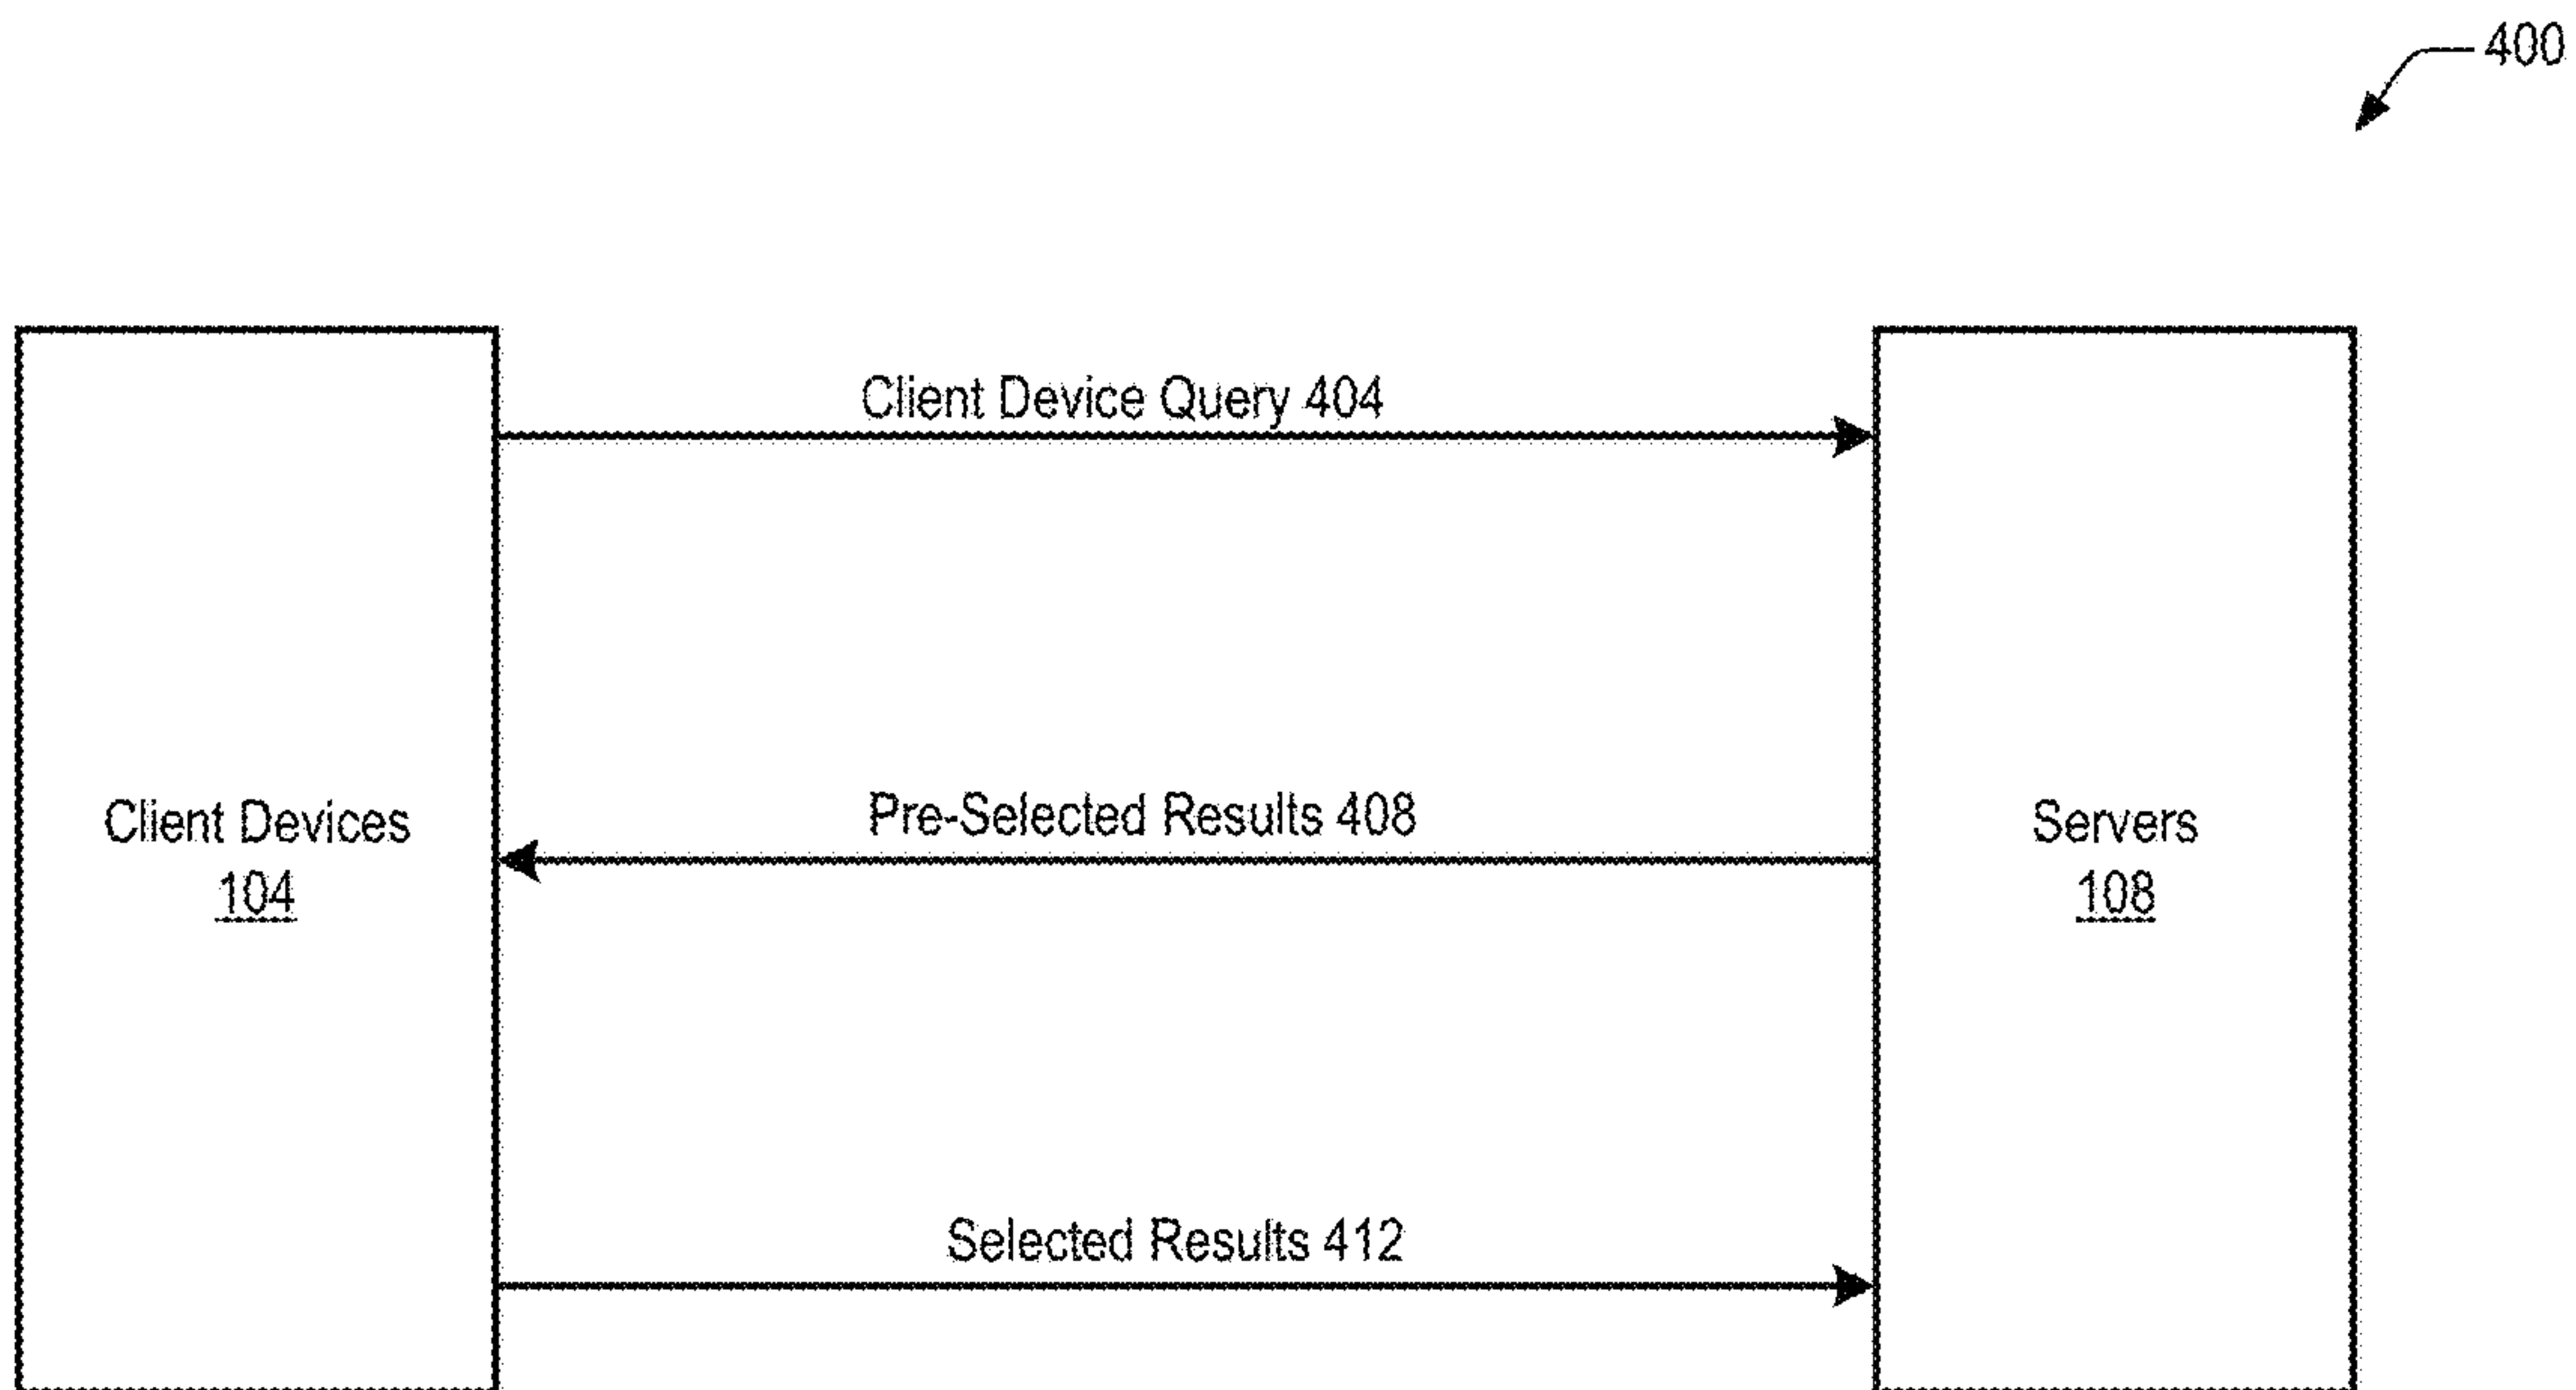 400
Client Device Query 404
Pre-Selected Results 408
Client Devices
104
Servers
108
Selected Results 412